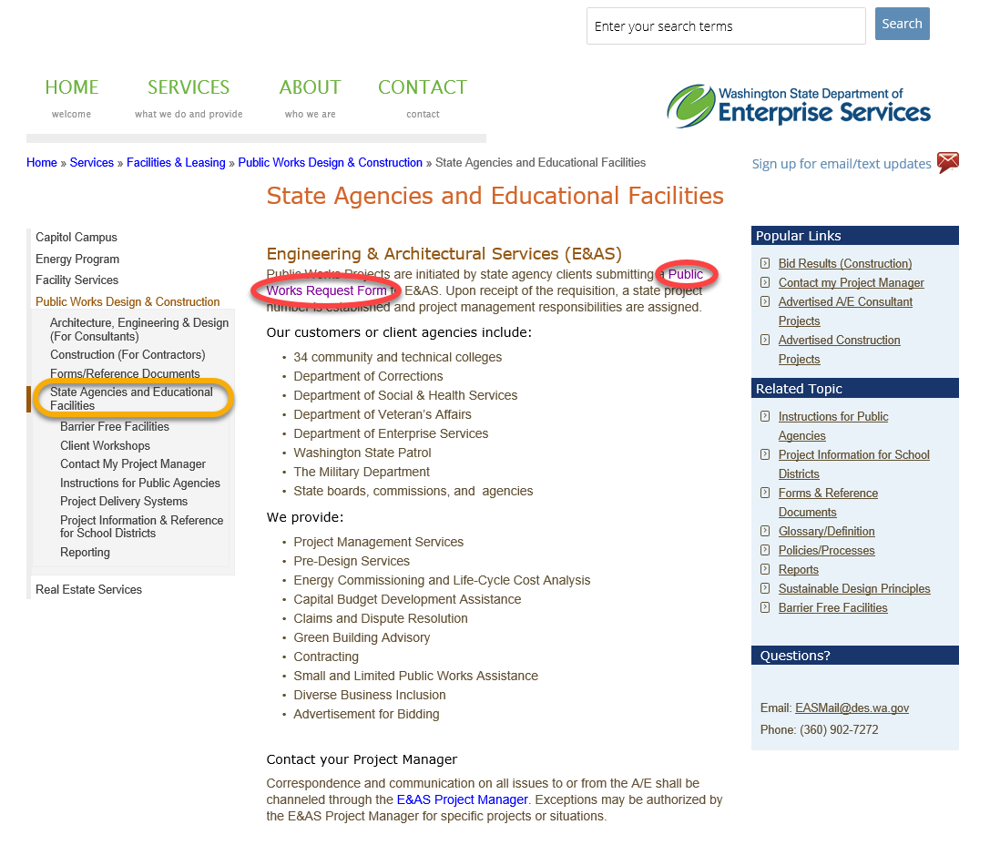 Enter your search terms
Search
HOME
welcome
SERVICES
what we do and provide
ABOUT
who we are
CONTACT
contact
Washington State Department of
Enterprise Services
Home » Services » Facilities & Leasing » Public Works Design & Construction » State Agencies and Educational Facilities
Sign up for email/text updates
State Agencies and Educational Facilities
Capitol Campus
Energy Program
Facility Services
Public Works Design & Construction
Architecture, Engineering & Design
(For Consultants)
Construction (For Contractors)
Forms/Reference Documents
State Agencies and Educational
Facilities
Barrier Free Facilities
Client Workshops
Contact My Project Manager
Instructions for Public Agencies
Project Delivery Systems
Project Information & Reference
for School Districts
Reporting
Real Estate Services
Engineering & Architectural Services (E&AS)
Public Works Projects are initiated by state agency clients submitting a Public
Works Request Form to E&AS. Upon receipt of the requisition, a state project
number is established and project management responsibilities are assigned.
Our customers or client agencies include:
• 34 community and technical colleges
• Department of Corrections
• Department of Social & Health Services
• Department of Veteran's Affairs
• Department of Enterprise Services
• Washington State Patrol
• The Military Department
• State boards, commissions, and agencies
We provide:
• Project Management Services
• Pre-Design Services
• Energy Commissioning and Life-Cycle Cost Analysis
• Capital Budget Development Assistance
• Claims and Dispute Resolution
• Green Building Advisory
• Contracting
• Small and Limited Public Works Assistance
• Diverse Business Inclusion
• Advertisement for Bidding
Contact your Project Manager
Correspondence and communication on all issues to or from the A/E shall be
channeled through the E&AS Project Manager. Exceptions may be authorized by
the E&AS Project Manager for specific projects or situations.
Popular Links
Bid Results (Construction)
Contact my Project Manager
Advertised A/E Consultant
Projects
Advertised Construction
Projects
Related Topic
Instructions for Public
Agencies
Project Information for School
Districts
Forms & Reference
Documents
Glossary/Definition
Policies/Processes
Reports
Sustainable Design Principles
Barrier Free Facilities
Questions?
Email: EASMail@des.wa.gov
Phone: (360) 902-7272